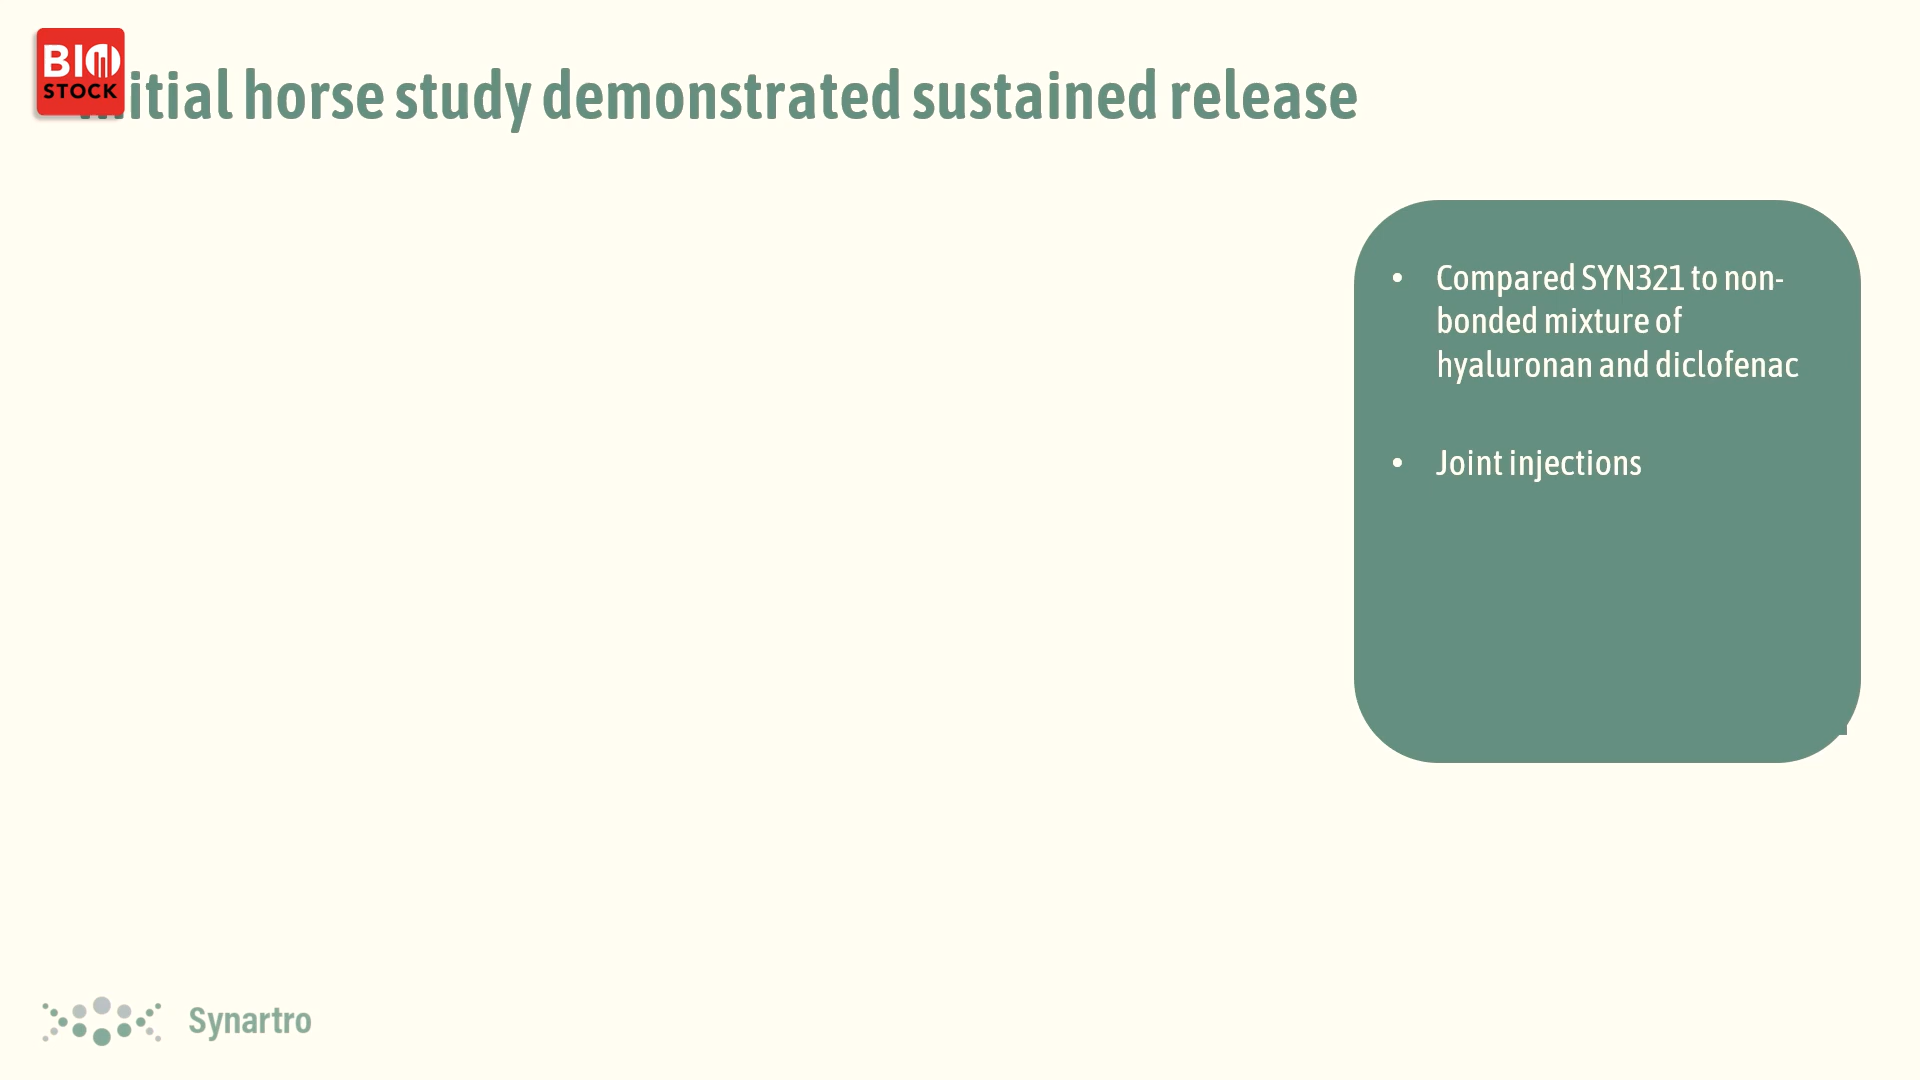 BIO
STOCK
itial horse study demonstrated sustained release
• Compared SYN321 to non-
bonded mixture of
hyaluronan and diclofenac
• Joint injections
Synartro